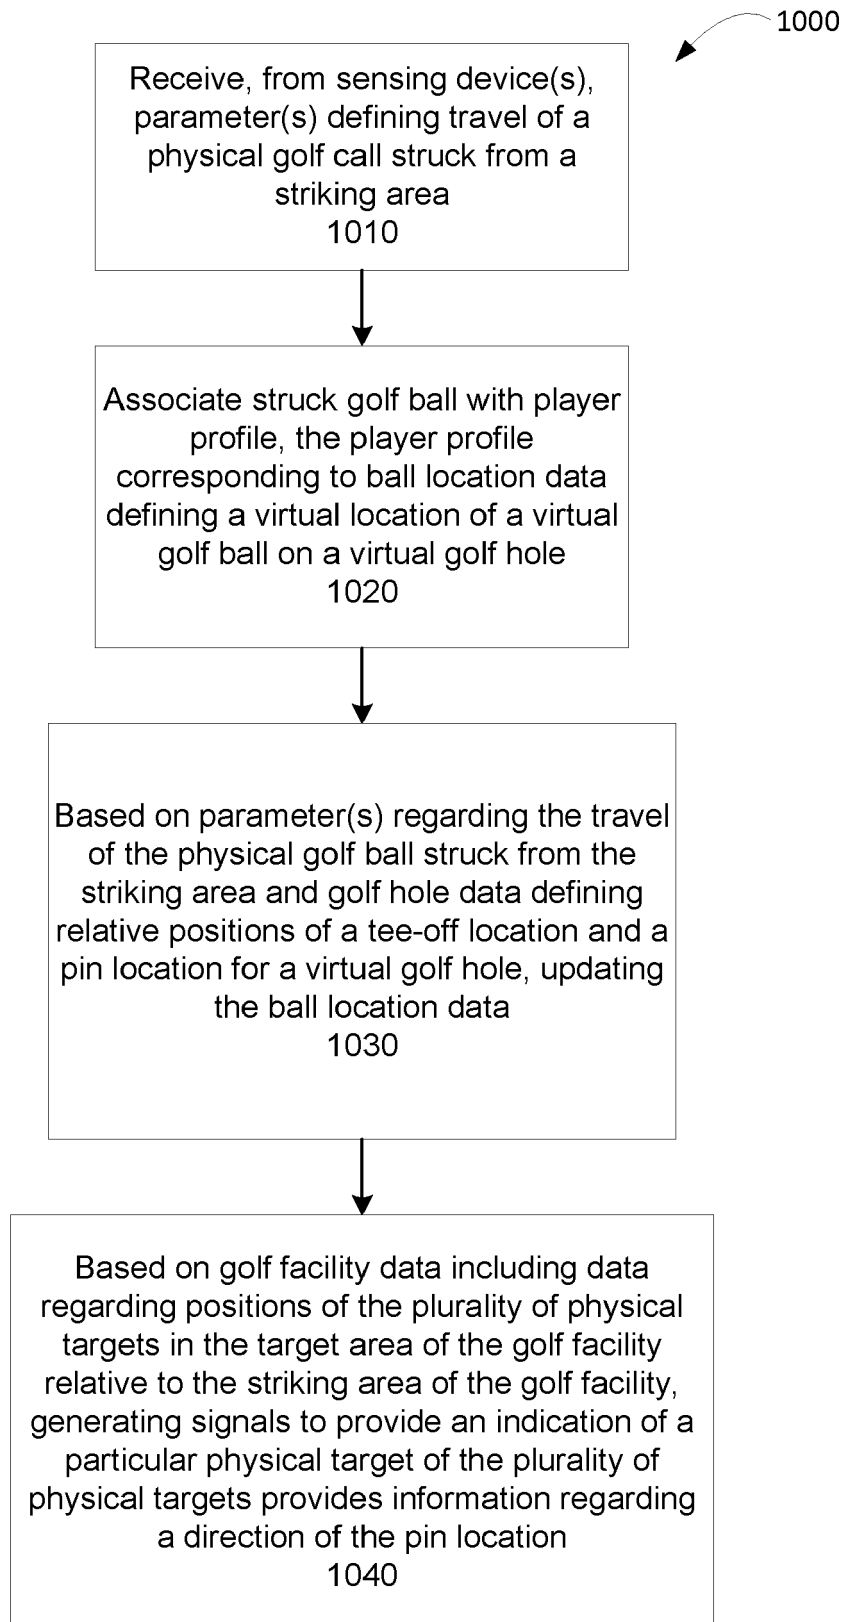 1000
Receive, from sensing device(s),
parameter(s) defining travel of a
physical golf call struck from a
striking area
1010
Associate struck golf ball with player
profile, the player profile
corresponding to ball location data
defining a virtual location of a virtual
golf ball on a virtual golf hole
1020
Based on parameter(s) regarding the travel
of the physical golf ball struck from the
striking area and golf hole data defining
relative positions of a tee-off location and a
pin location for a virtual golf hole, updating
the ball location data
1030
Based on golf facility data including data
regarding positions of the plurality of physical
targets in the target area of the golf facility
relative to the striking area of the golf facility,
generating signals to provide an indication of a
particular physical target of the plurality of
physical targets provides information regarding
a direction of the pin location
1040